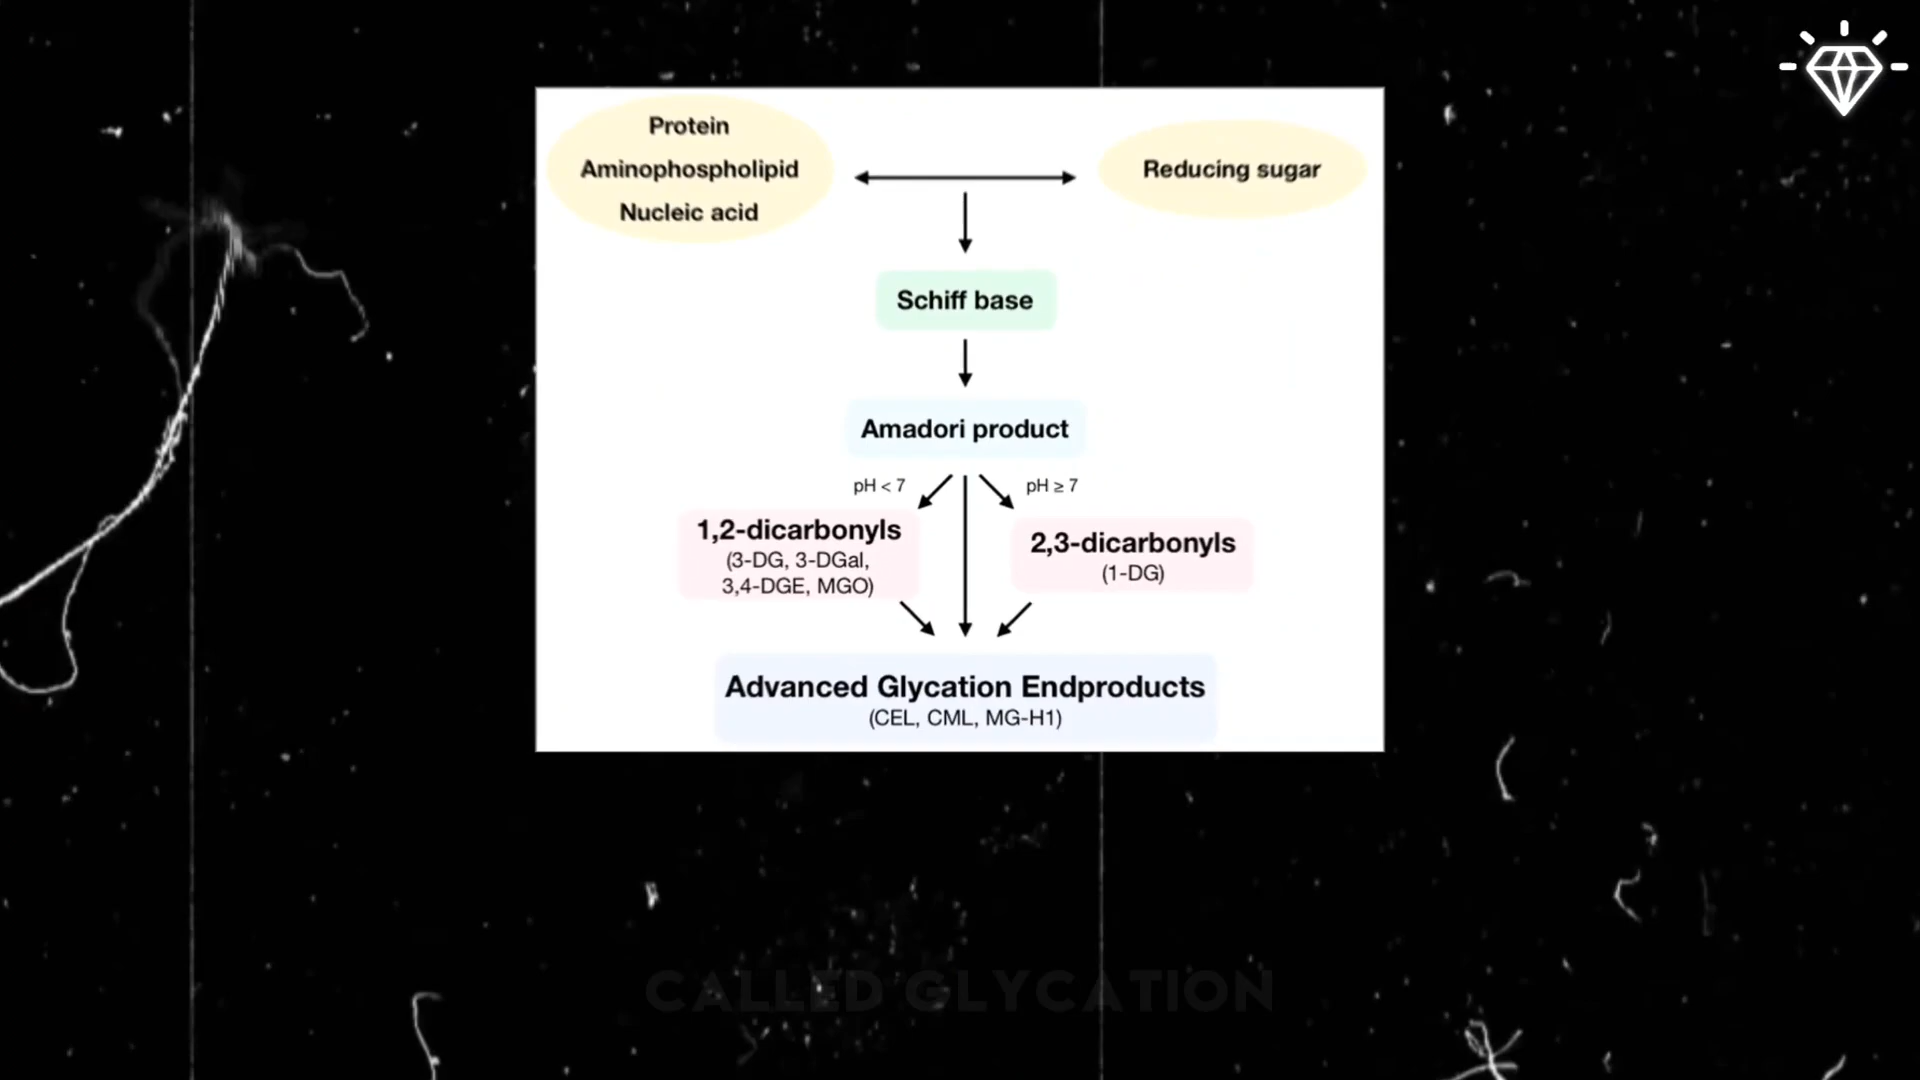 Protein
Aminophospholipid
Nucleic acid
Reducing sugar
Schiff base
Amadori product
pH < 7
pH ≥ 7
1,2-dicarbonyls
(3-DG, 3-DGal,
3,4-DGE, MGO)
2,3-dicarbonyls
(1-DG)
Advanced Glycation Endproducts
(CEL, CML, MG-H1)
CALLED GLYCATION